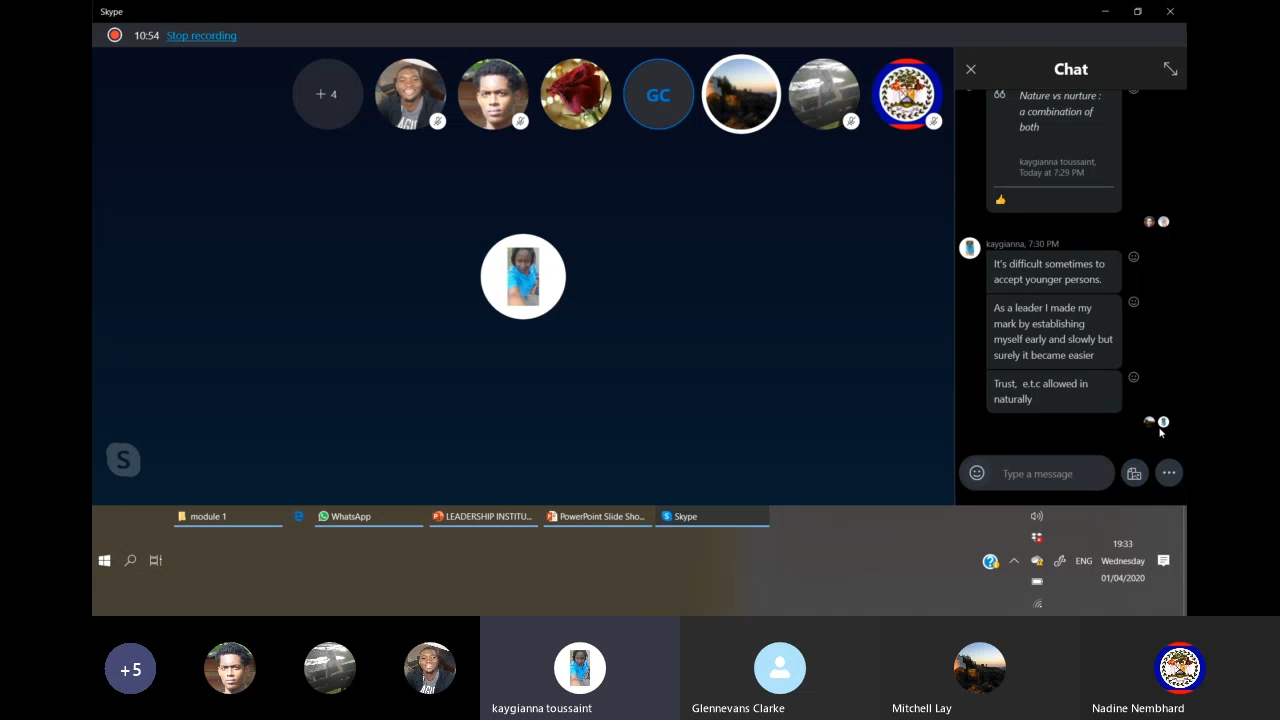 Skype
10:54 Stop recording
+ 4
GC
Chat
Nature vs nurture :
a combination of
both
kaygianna toussaint,
Today at 7:29 PM
kaygianna, 7:30 PM
It's difficult sometimes to
accept younger persons.
As a leader I made my
mark by establishing
myself early and slowly but
surely it became easier
Trust, e.t.c allowed in
naturally
S
Type a message
module 1
WhatsApp
LEADERSHIP INSTITU...
PowerPoint Slide Sho...
Skype
19:33
ENG
Wednesday
01/04/2020
+5
kaygianna toussaint
Glennevans Clarke
Mitchell Lay
Nadine Nembhard